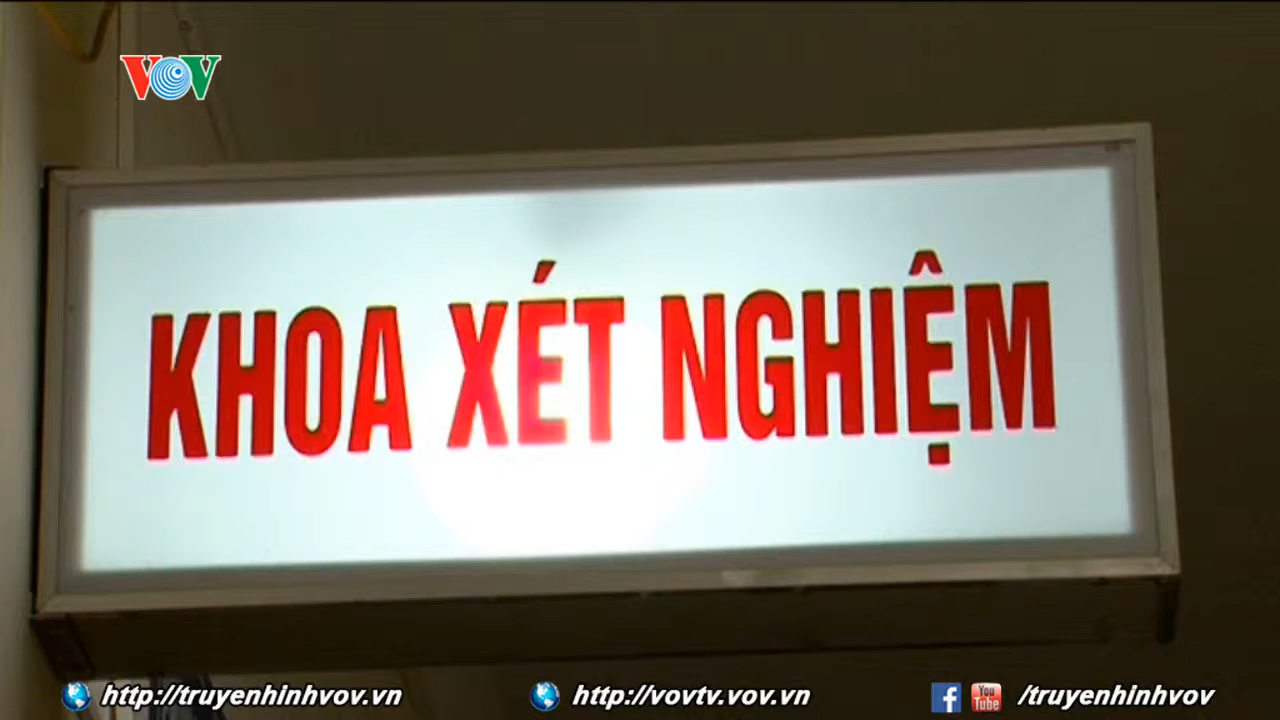 VOV
KHOA XÉT NGHIỆM
http://truyenhinhvov.vn http://vovtv.vov.vn You Tube /truyenhinhvov